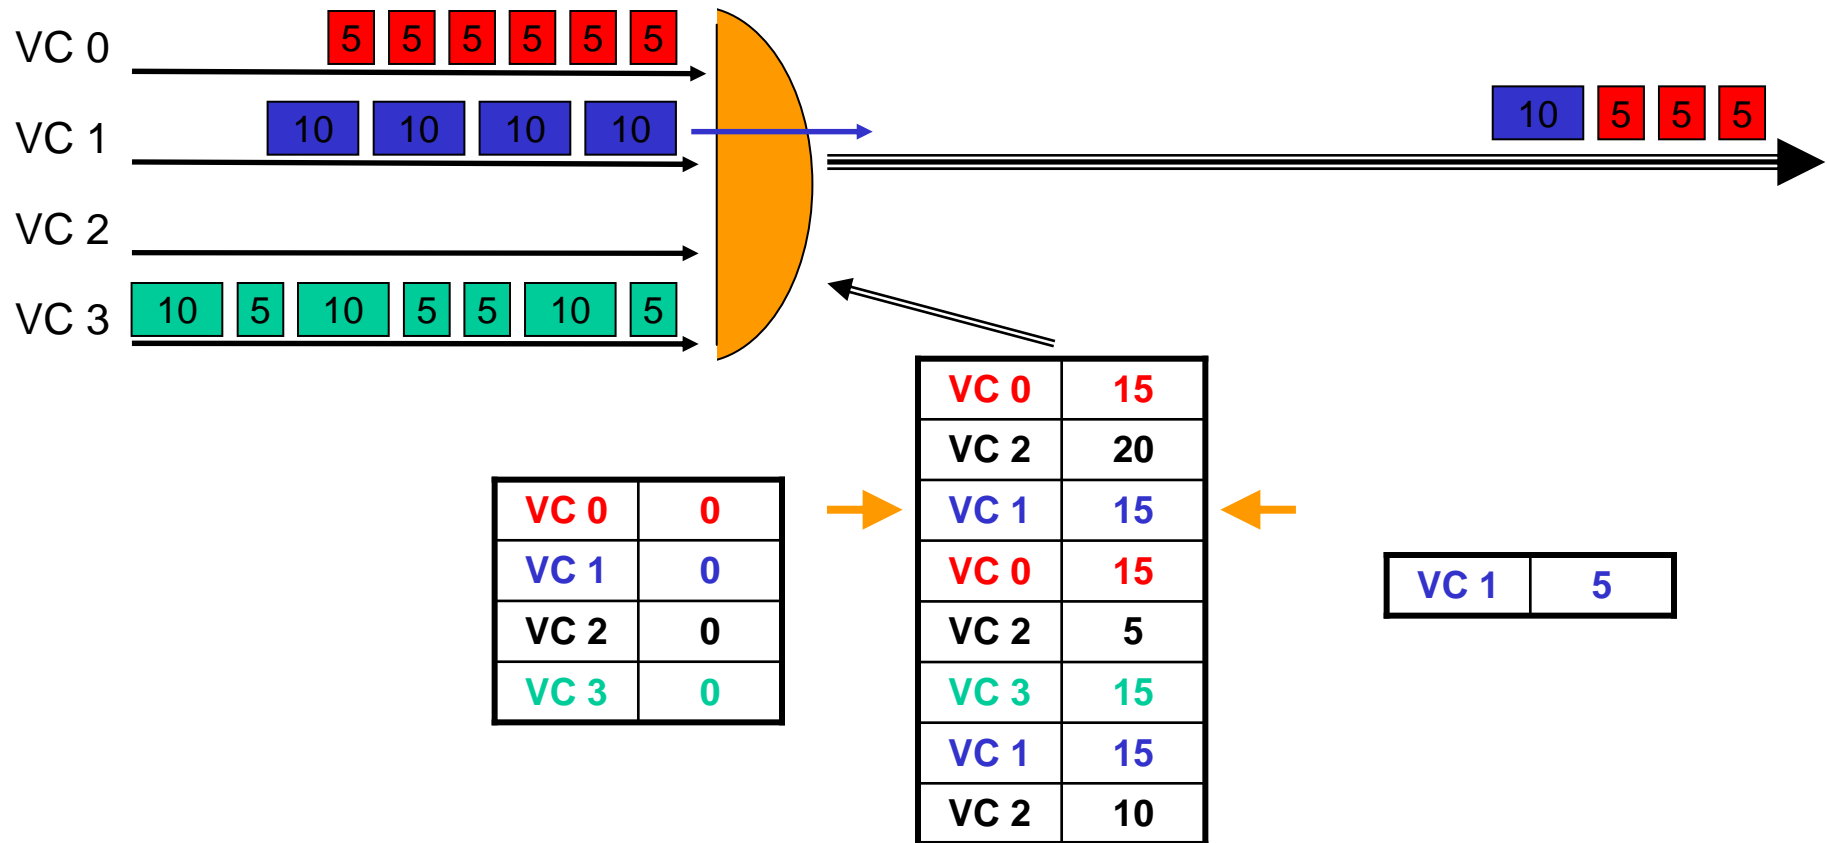 VC 0 5 5 5 5 5 5
VC 1 10 10 10 10
10 5 5 5
VC 2
VC 3 10 5 10 5 5 10 5
VC 0 15
VC 2 20
VC 1 15
VC 0 15
VC 2 5
VC 3 15
VC 1 15
VC 2 10
VC 0 0
VC 1 0
VC 2 0
VC 3 0
VC 1 5